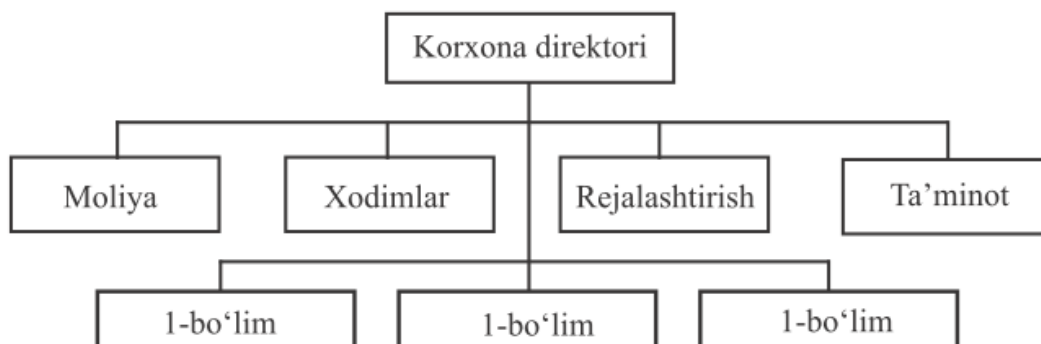 Korxona direktori
Moliya
Xodimlar
Rejalashtirish
Ta’minot
1-bo‘lim
1-bo‘lim
1-bo‘lim